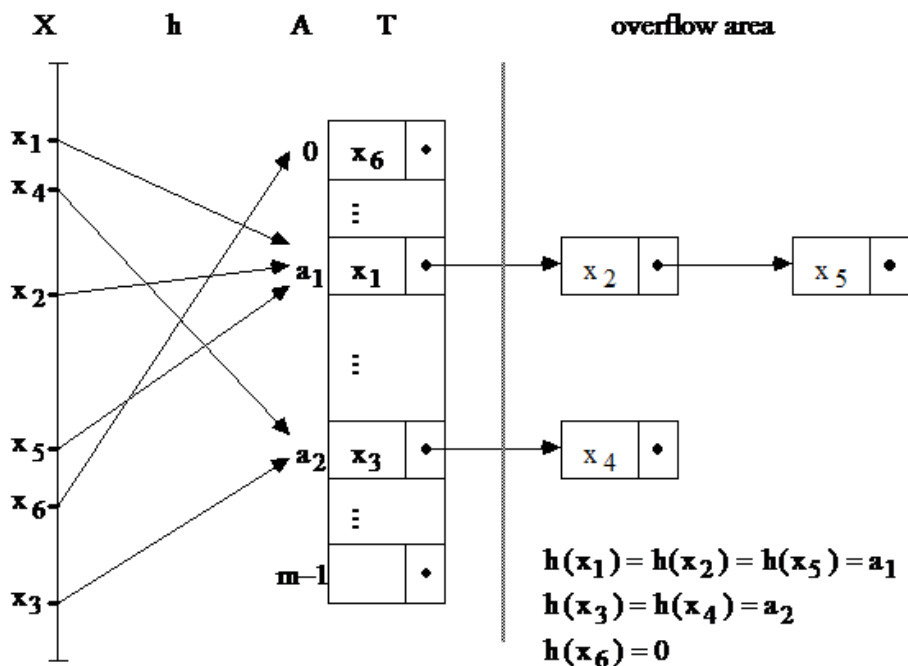 X h A T overflow area
x₁
0 x₆ •
x₄
⋮
a₁ x₁ • x₂ • x₅ •
x₂
⋮
x₅
a₂ x₃ • x₄ •
x₆
⋮
h(x₁) = h(x₂) = h(x₅) = a₁
m–1 •
x₃
h(x₃) = h(x₄) = a₂
h(x₆) = 0